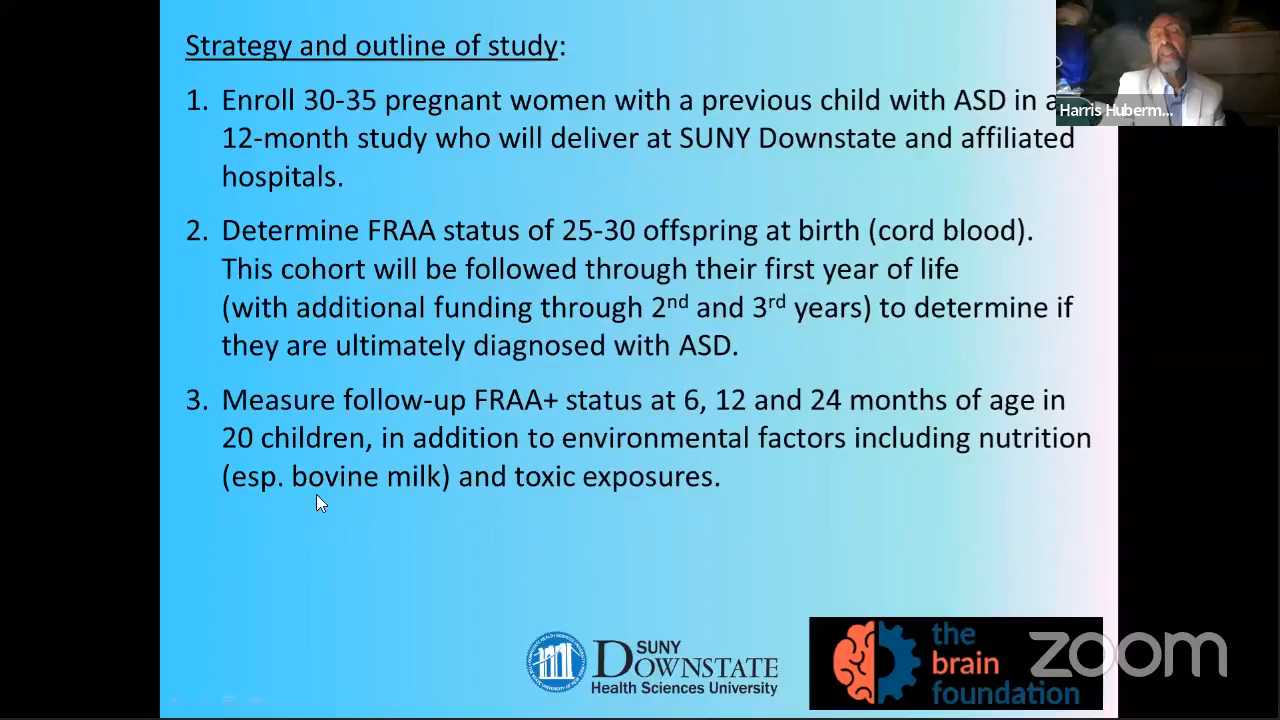 Strategy and outline of study:
1. Enroll 30-35 pregnant women with a previous child with ASD in a
12-month study who will deliver at SUNY Downstate and affiliated
hospitals.
2. Determine FRAA status of 25-30 offspring at birth (cord blood).
This cohort will be followed through their first year of life
(with additional funding through 2nd and 3rd years) to determine if
they are ultimately diagnosed with ASD.
3. Measure follow-up FRAA+ status at 6, 12 and 24 months of age in
20 children, in addition to environmental factors including nutrition
(esp. bovine milk) and toxic exposures.
Harris Huberm...
SUNY
DOWNSTATE
Health Sciences University
the
brain
foundation
zoom